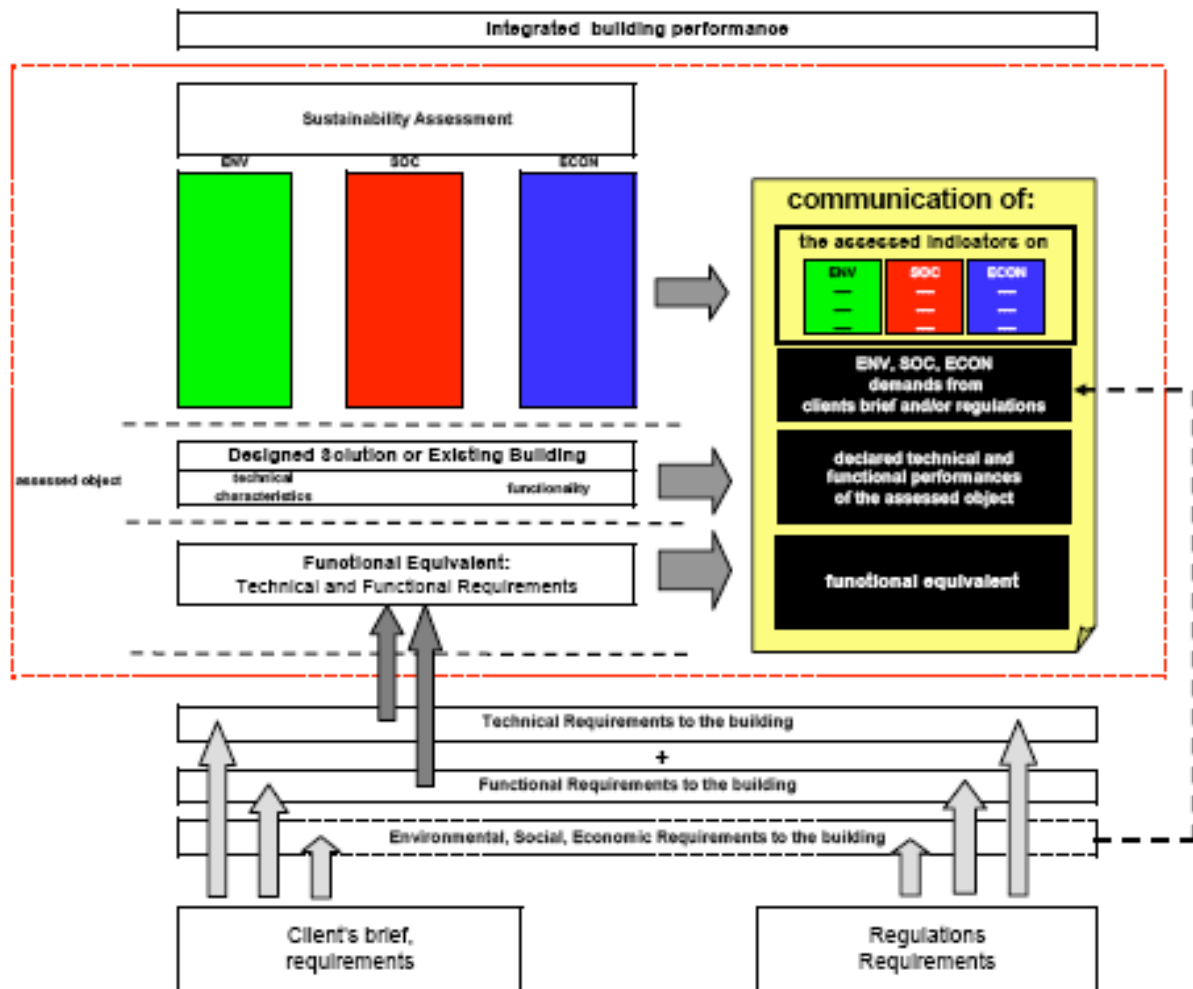 Integrated building performance
Sustainability Assessment
ENV
SOC
ECON
communication of:
the assessed indicators on
ENV
SOC
ECON
ENV, SOC, ECON
demands from
clients brief and/or regulations
assessed object
Designed Solution or Existing Building
technical
characteristics
functionality
declared technical and
functional performances
of the assessed object
Functional Equivalent:
Technical and Functional Requirements
functional equivalent
Technical Requirements to the building
+
Functional Requirements to the building
Environmental, Social, Economic Requirements to the building
Client's brief,
requirements
Regulations
Requirements